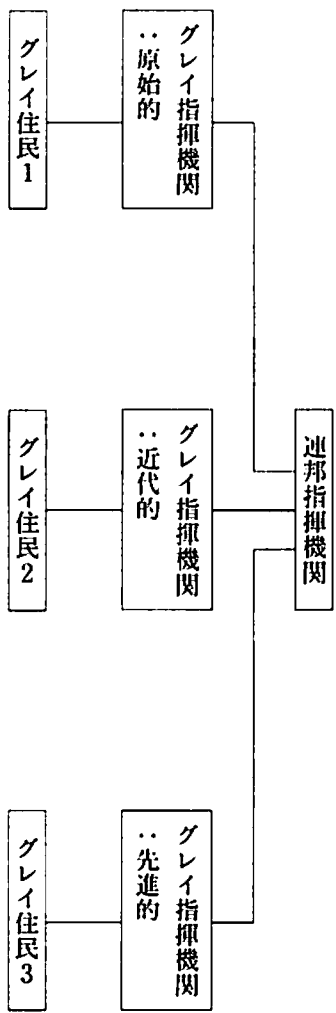 連邦指揮機関
グレイ指揮機関
：原始的
グレイ指揮機関
：近代的
グレイ指揮機関
：先進的
グレイ住民1
グレイ住民2
グレイ住民3